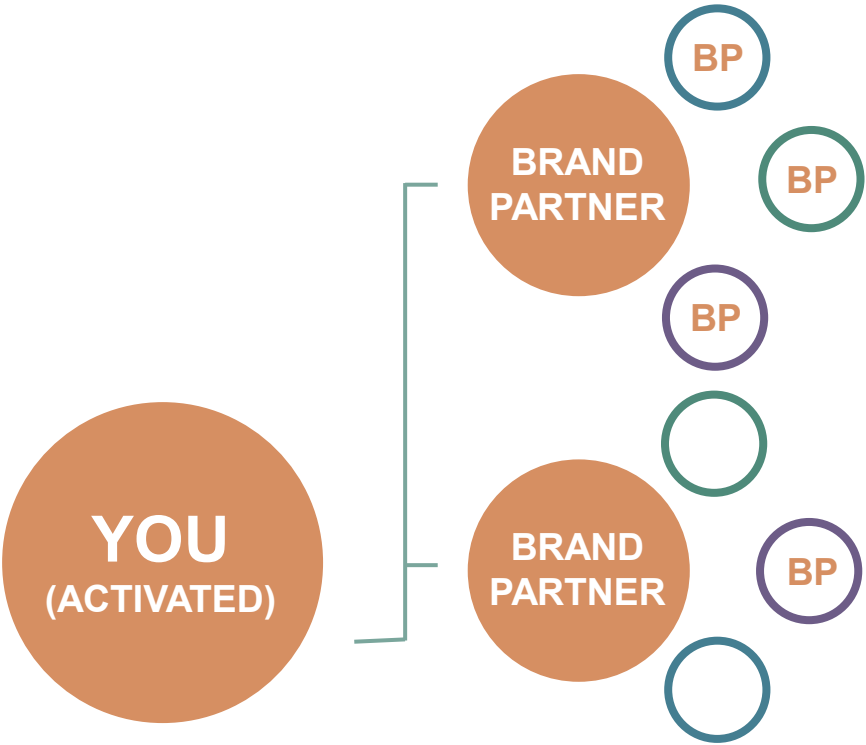 BP
BRAND
PARTNER
BP
BP
YOU
(ACTIVATED)
BRAND
PARTNER
BP